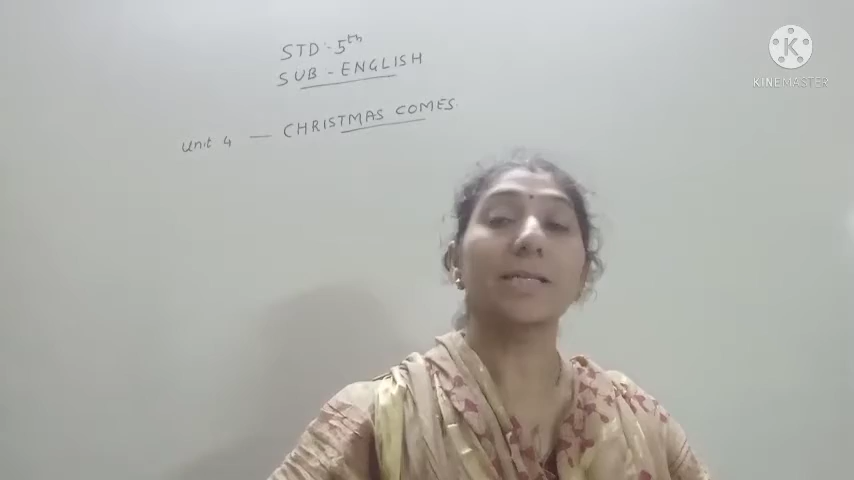 STD:- 5th
SUB - ENGLISH
Unit 4 — CHRISTMAS COMES.
K
KINEMASTER